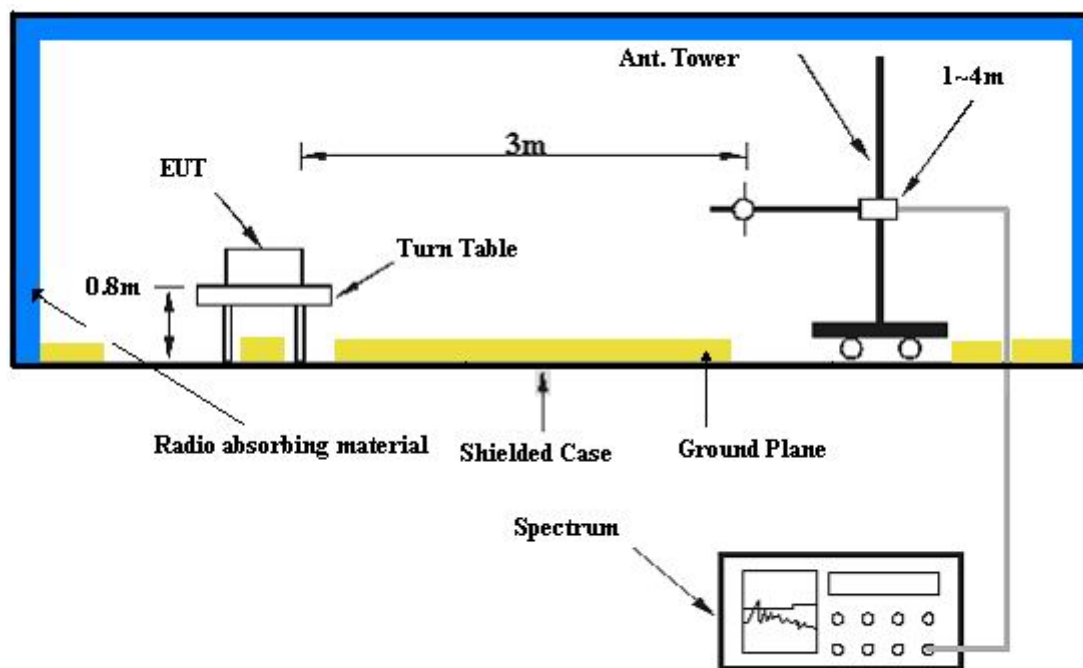 Ant. Tower
1~4m
3m
EUT
Turn Table
0.8m
Radio absorbing material
Shielded Case
Ground Plane
Spectrum